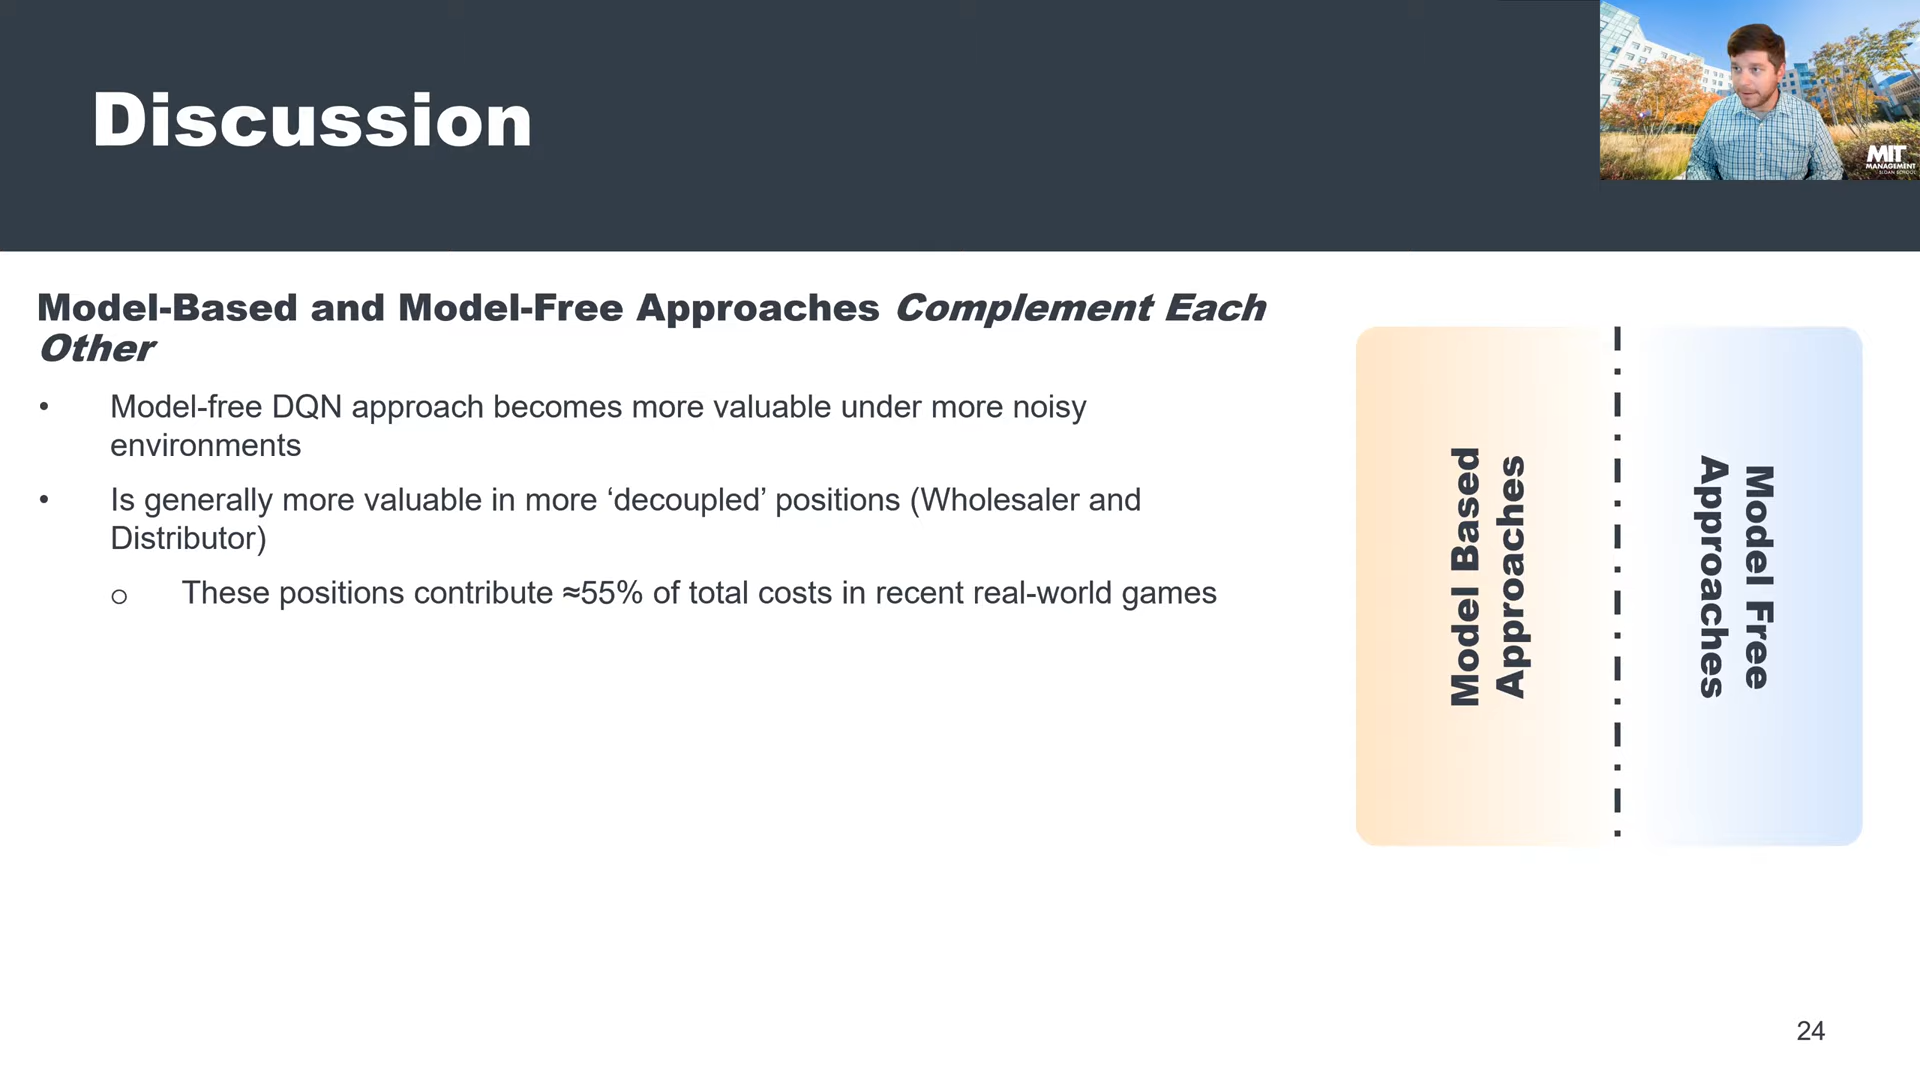 Discussion
MIT
MANAGEMENT
SLOAN SCHOOL
Model-Based and Model-Free Approaches Complement Each
Other
• Model-free DQN approach becomes more valuable under more noisy
environments
• Is generally more valuable in more ‘decoupled’ positions (Wholesaler and
Distributor)
o These positions contribute ≈55% of total costs in recent real-world games
Model Based
Approaches
Model Free
Approaches
24